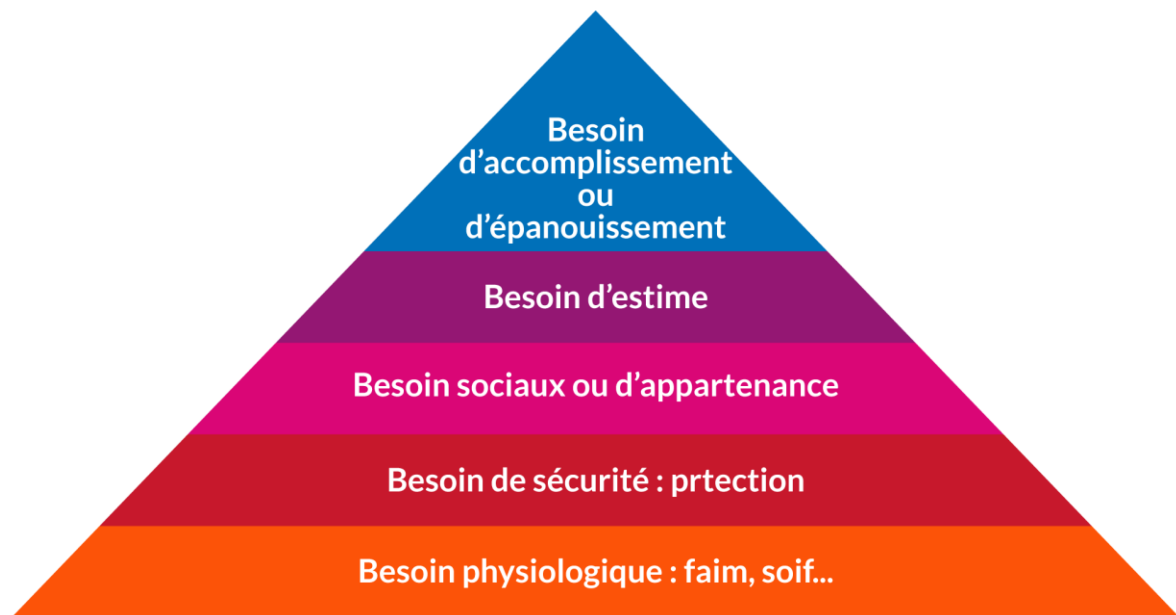 Besoin
d’accomplissement
ou
d’épanouissement
Besoin d’estime
Besoin sociaux ou d’appartenance
Besoin de sécurité : prtection
Besoin physiologique : faim, soif...